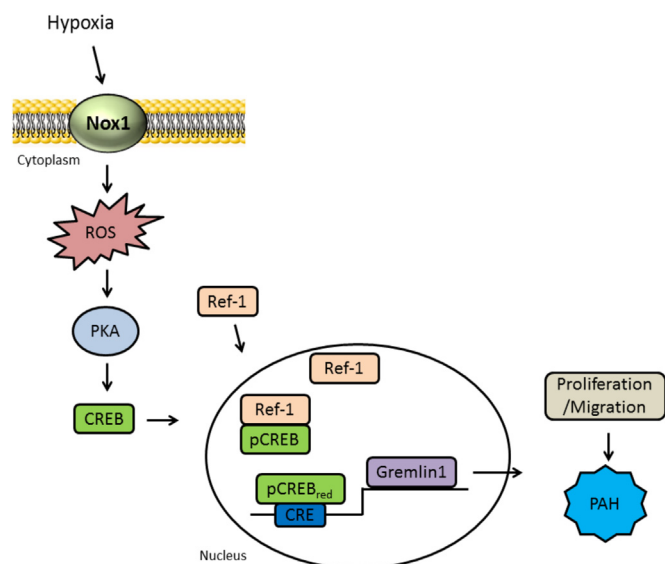 Hypoxia
Nox1
Cytoplasm
ROS
PKA
CREB
Ref-1
Ref-1
Ref-1
pCREB
Gremlin1
pCREBred
CRE
Nucleus
Proliferation
/Migration
PAH